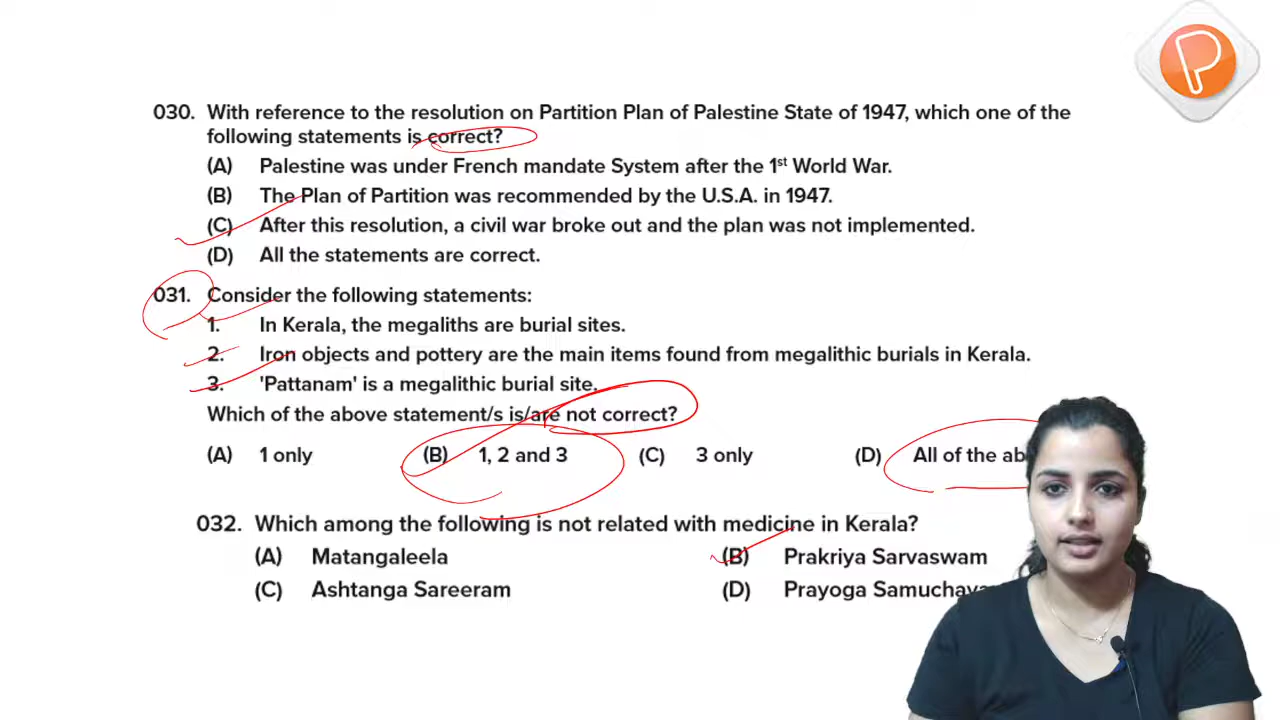 P
030. With reference to the resolution on Partition Plan of Palestine State of 1947, which one of the
following statements is correct?
(A) Palestine was under French mandate System after the 1st World War.
(B) The Plan of Partition was recommended by the U.S.A. in 1947.
(C) After this resolution, a civil war broke out and the plan was not implemented.
(D) All the statements are correct.
031. Consider the following statements:
1. In Kerala, the megaliths are burial sites.
2. Iron objects and pottery are the main items found from megalithic burials in Kerala.
3. 'Pattanam' is a megalithic burial site.
Which of the above statement/s is/are not correct?
(A) 1 only (B) 1, 2 and 3 (C) 3 only (D) All of the
032. Which among the following is not related with medicine in Kerala?
(A) Matangaleela (B) Prakriya Sarvaswam
(C) Ashtanga Sareeram (D) Prayoga